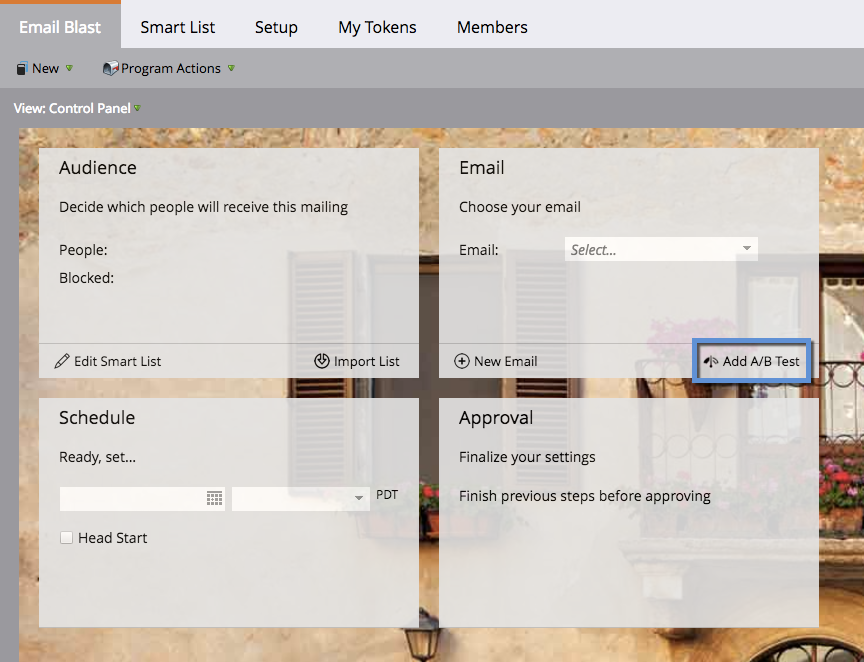 Email Blast Smart List Setup My Tokens Members
New Program Actions
View: Control Panel
Audience
Decide which people will receive this mailing
People:
Blocked:
Edit Smart List Import List
Email
Choose your email
Email: Select...
New Email Add A/B Test
Schedule
Ready, set...
PDT
Head Start
Approval
Finalize your settings
Finish previous steps before approving